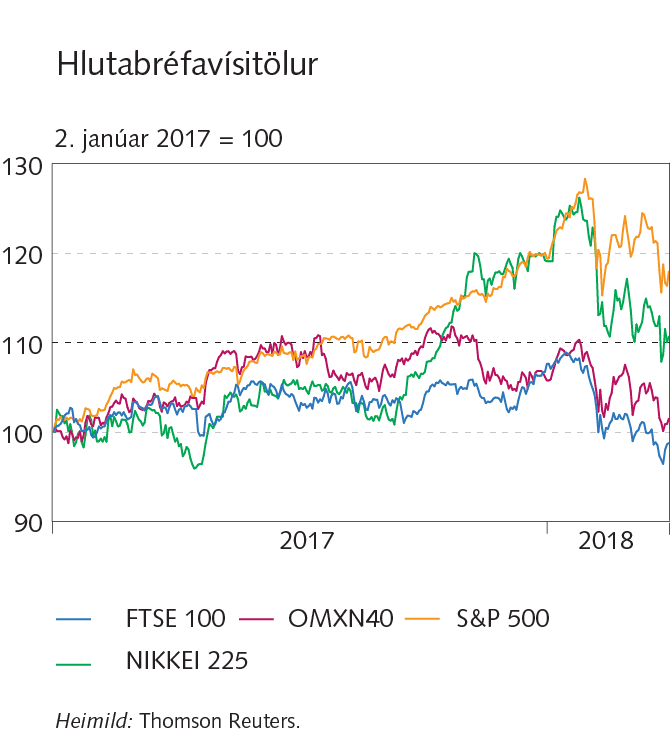 Hlutabréfavísitölur
2. janúar 2017 = 100
130
120
110
100
90
2017 2018
FTSE 100 OMXN40 S&P 500
NIKKEI 225
Heimild: Thomson Reuters.